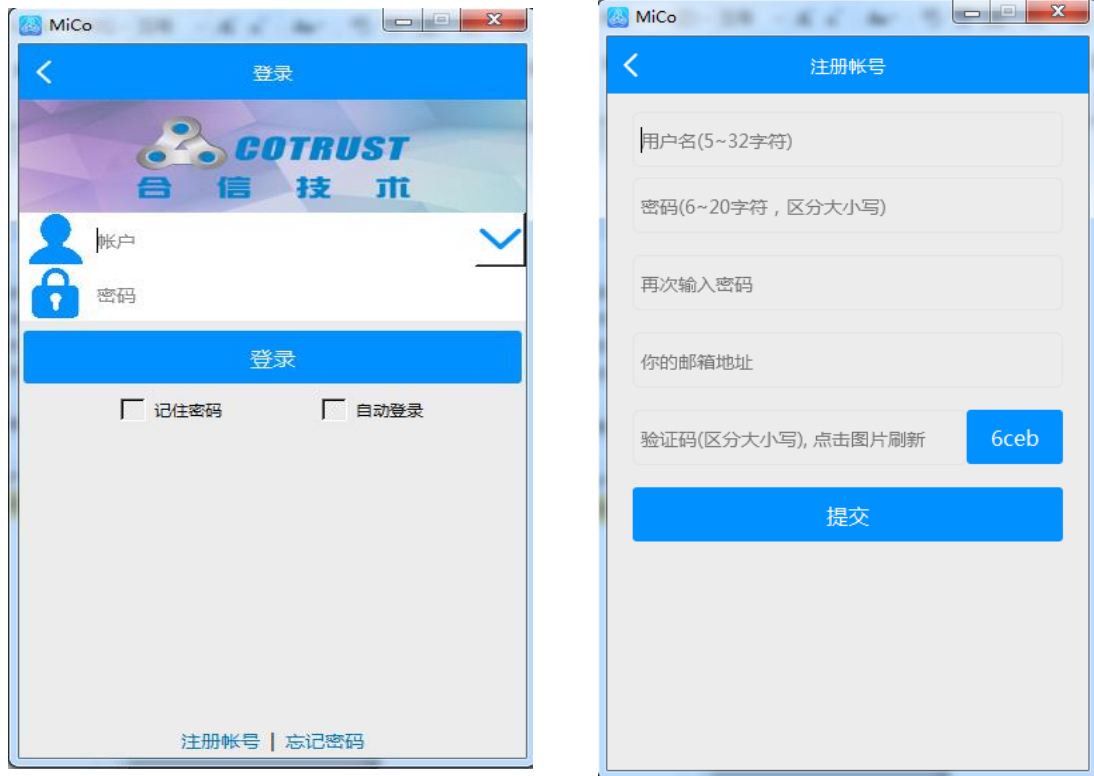 MiCo
登录
COTRUST
合信技术
帐户
密码
登录
记住密码
自动登录
注册帐号 | 忘记密码
MiCo
注册帐号
用户名(5~32字符)
密码(6~20字符，区分大小写)
再次输入密码
你的邮箱地址
验证码(区分大小写), 点击图片刷新
6ceb
提交